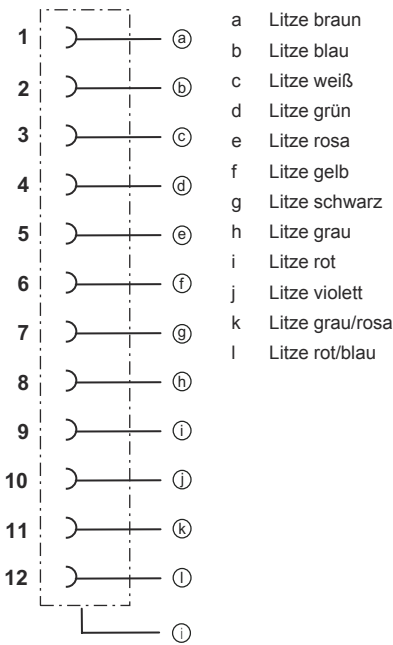 1 a
2 b
3 c
4 d
5 e
6 f
7 g
8 h
9 i
10 j
11 k
12 l
i
a Litze braun
b Litze blau
c Litze weiß
d Litze grün
e Litze rosa
f Litze gelb
g Litze schwarz
h Litze grau
i Litze rot
j Litze violett
k Litze grau/rosa
l Litze rot/blau